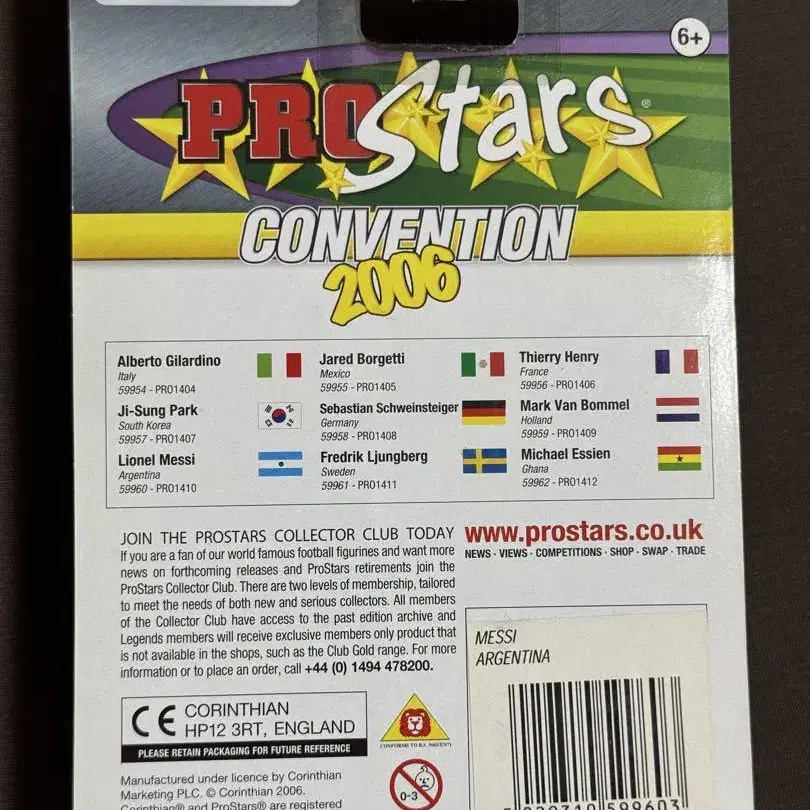 6+
PROStars®
CONVENTION
2006
Alberto Gilardino
Italy
59954 - PRO1404
Jared Borgetti
Mexico
59955 - PRO1405
Thierry Henry
France
59956 - PRO1406
Ji-Sung Park
South Korea
59957 - PRO1407
Sebastian Schweinsteiger
Germany
59958 - PRO1408
Mark Van Bommel
Holland
59959 - PRO1409
Lionel Messi
Argentina
59960 - PRO1410
Fredrik Ljungberg
Sweden
59961 - PRO1411
Michael Essien
Ghana
59962 - PRO1412
JOIN THE PROSTARS COLLECTOR CLUB TODAY
If you are a fan of our world famous football figurines and want more
news on forthcoming releases and ProStars retirements join the
ProStars Collector Club. There are two levels of membership, tailored
to meet the needs of both new and serious collectors. All members
of the Collector Club have access to the past edition archive and
Legends members will receive exclusive members only product that
is not available in the shops, such as the Club Gold range. For more
information or to place an order, call +44 (0) 1494 478200.
www.prostars.co.uk
NEWS · VIEWS · COMPETITIONS · SHOP · SWAP · TRADE
MESSI
ARGENTINA
CE CORINTHIAN
HP12 3RT, ENGLAND
PLEASE RETAIN PACKAGING FOR FUTURE REFERENCE
CONFORMS TO B.S.
0-3
Manufactured under licence by Corinthian
Marketing PLC. © Corinthian 2006.
Corinthian® and ProStars® are registered